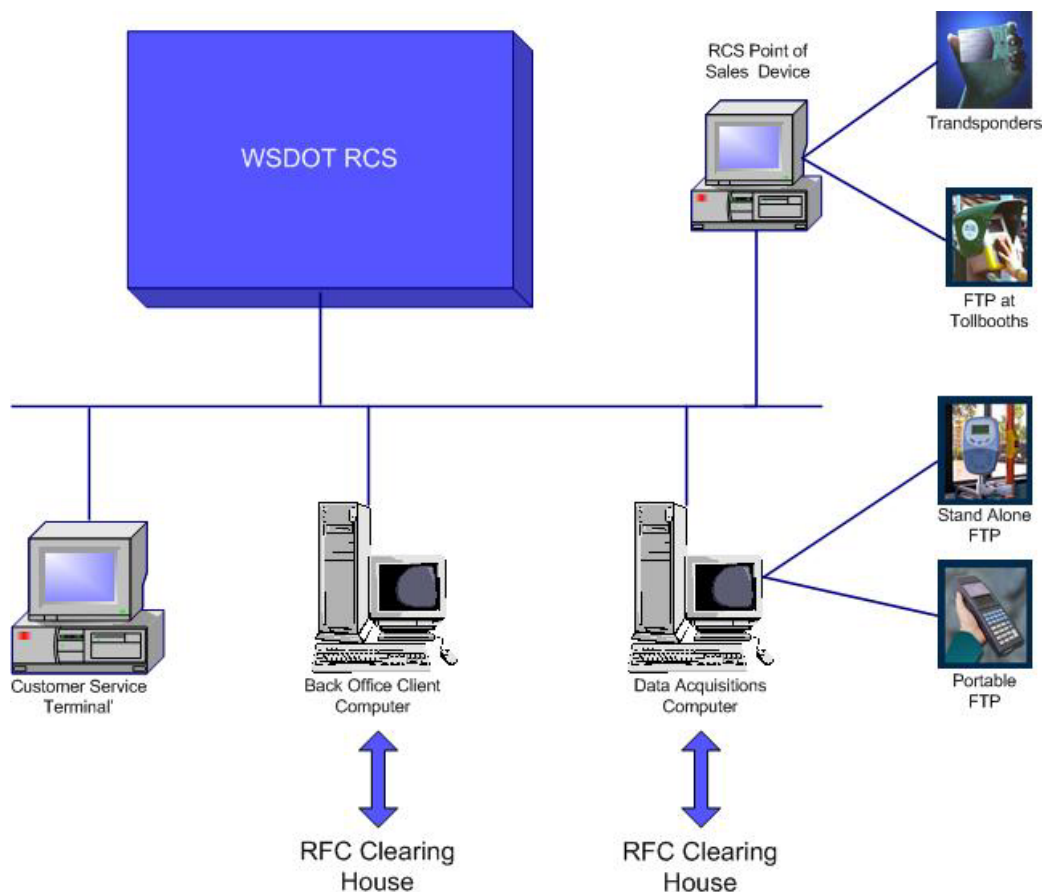 WSDOT RCS
RCS Point of
Sales Device
Trandsponders
FTP at
Tollbooths
Stand Alone
FTP
Customer Service
Terminal'
Back Office Client
Computer
Data Acquisitions
Computer
Portable
FTP
RFC Clearing
House
RFC Clearing
House